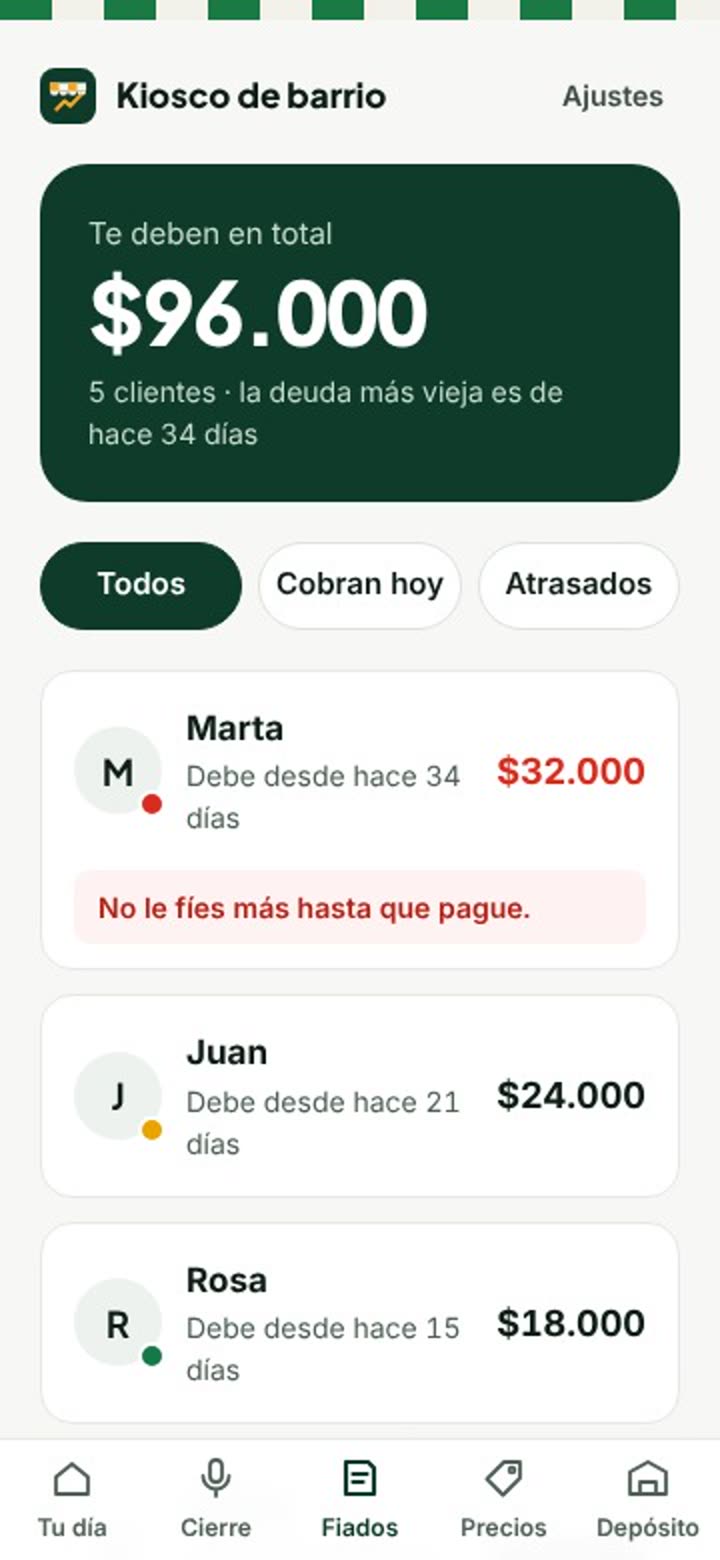 Kiosco de barrio
Ajustes
Te deben en total
$96.000
5 clientes · la deuda más vieja es de
hace 34 días
Todos
Cobran hoy
Atrasados
M
Marta
Debe desde hace 34
días
$32.000
No le fíes más hasta que pague.
J
Juan
Debe desde hace 21
días
$24.000
R
Rosa
Debe desde hace 15
días
$18.000
Tu día
Cierre
Fiados
Precios
Depósito